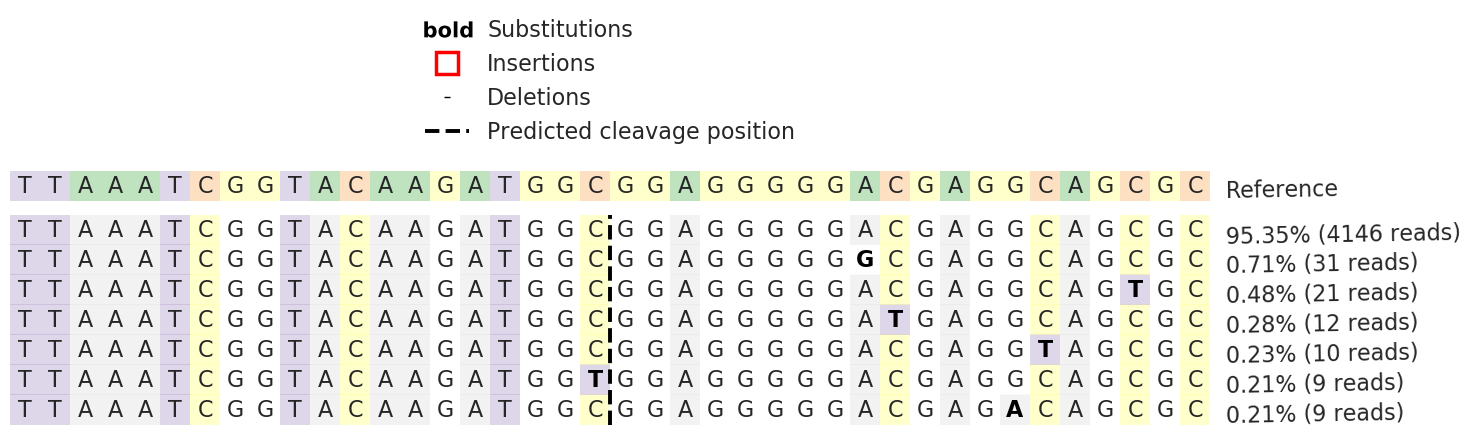 bold Substitutions
Insertions
- Deletions
Predicted cleavage position
T T A A A T C G G T A C A A G A T G G C G G A G G G G G A C G A G G C A G C G C Reference
T T A A A T C G G T A C A A G A T G G C G G A G G G G G A C G A G G C A G C G C 95.35% (4146 reads)
T T A A A T C G G T A C A A G A T G G C G G A G G G G G G C G A G G C A G C G C 0.71% (31 reads)
T T A A A T C G G T A C A A G A T G G C G G A G G G G G A C G A G G C A G T G C 0.48% (21 reads)
T T A A A T C G G T A C A A G A T G G C G G A G G G G G A T G A G G C A G C G C 0.28% (12 reads)
T T A A A T C G G T A C A A G A T G G C G G A G G G G G A C G A G G T A G C G C 0.23% (10 reads)
T T A A A T C G G T A C A A G A T G G T G G A G G G G G A C G A G G C A G C G C 0.21% (9 reads)
T T A A A T C G G T A C A A G A T G G C G G A G G G G G A C G A G A C A G C G C 0.21% (9 reads)